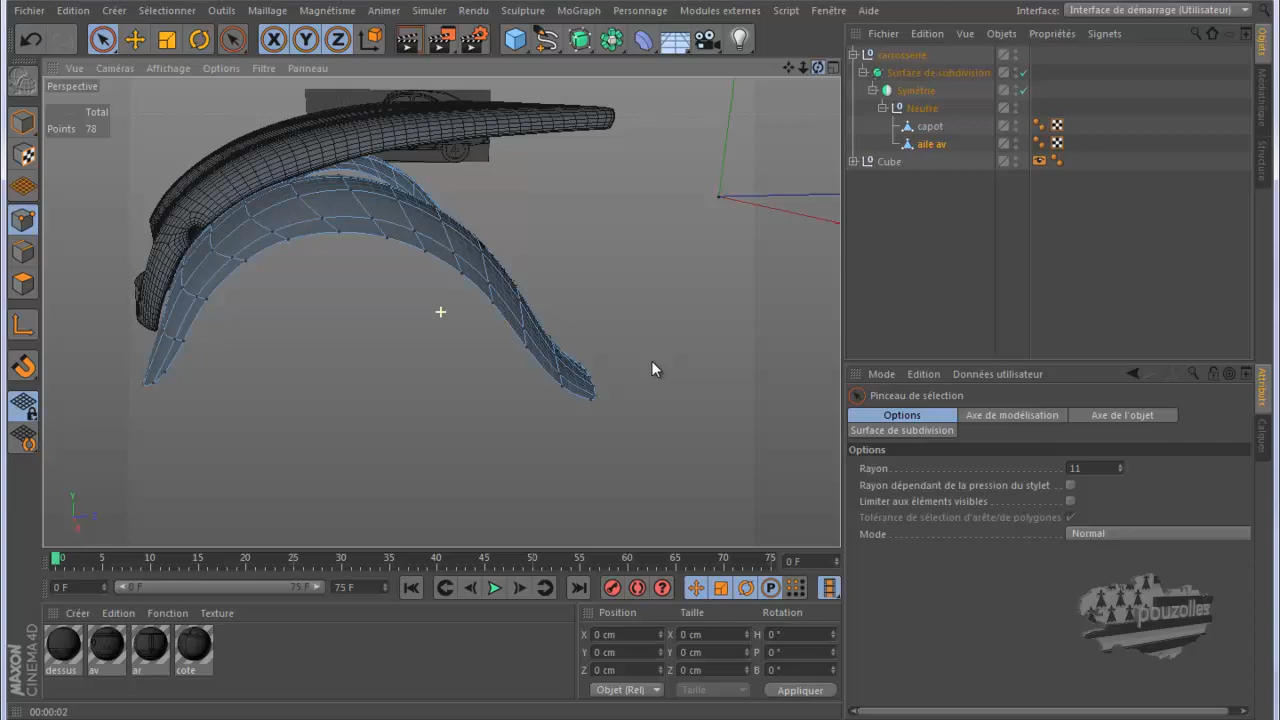 Fichier Edition Créer Sélectionner Outils Maillage Magnétisme Animer Simuler Rendu Sculpture MoGraph Personnage Modules externes Script Fenêtre Aide Interface: Interface de démarrage (Utilisateur)
X Y Z
Fichier Edition Vue Objets Propriétés Signets
Vue Caméras Affichage Options Filtre Panneau
Perspective
Total
Points 78
carrosserie
Surface de subdivision
Symétrie
Neutre
capot
aile av
Cube
Objets
Médiathèque
Structure
Mode Edition Données utilisateur
Pinceau de sélection
Options Axe de modélisation Axe de l'objet
Surface de subdivision
Options
Rayon 11
Rayon dépendant de la pression du stylet
Limiter aux éléments visibles
Tolérance de sélection d'arête/de polygones
Mode Normal
Attributs
Calques
Y
X
0 5 10 15 20 25 30 35 40 45 50 55 60 65 70 75 0 F
0 F 0 F 75 F 75 F P
Créer Edition Fonction Texture
dessus av ar cote
Position Taille Rotation
X 0 cm X 0 cm H 0 °
Y 0 cm Y 0 cm P 0 °
Z 0 cm Z 0 cm B 0 °
Objet (Rel) Taille Appliquer
pouzolles
MAXON
CINEMA 4D
00:00:02